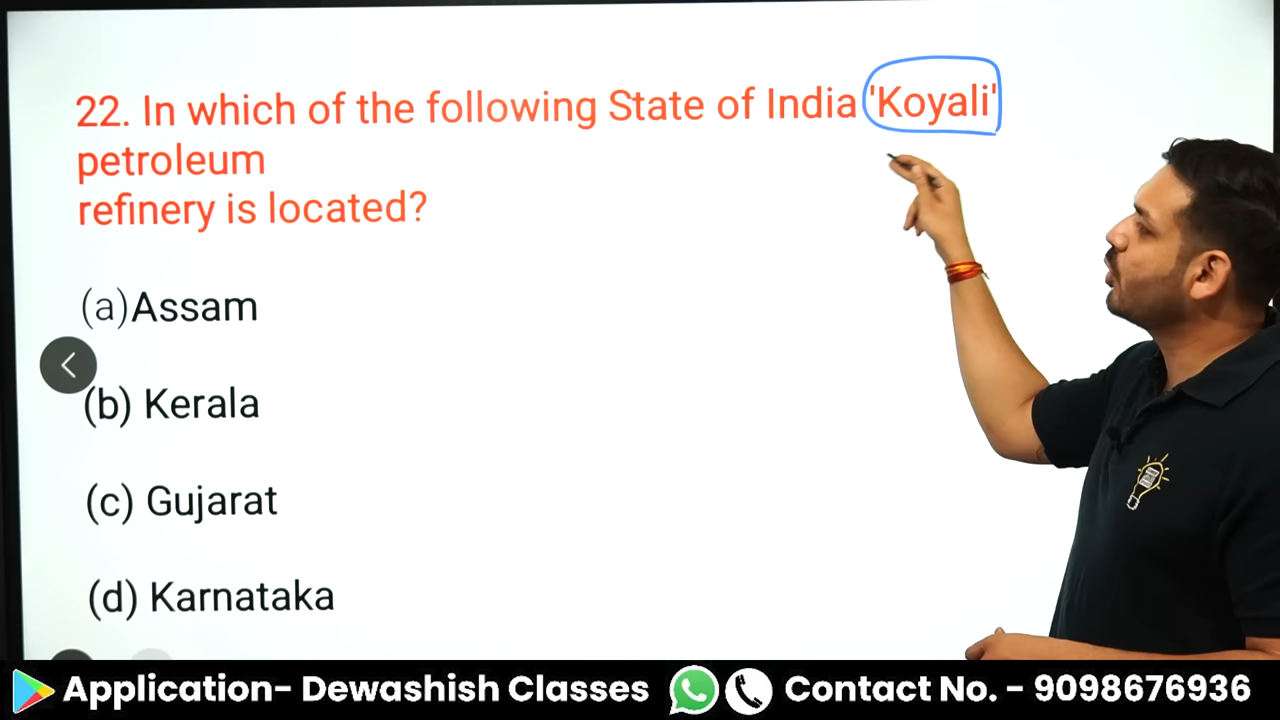 22. In which of the following State of India 'Koyali'
petroleum
refinery is located?
(a)Assam
(b) Kerala
(c) Gujarat
(d) Karnataka
Application- Dewashish Classes
Contact No. - 9098676936